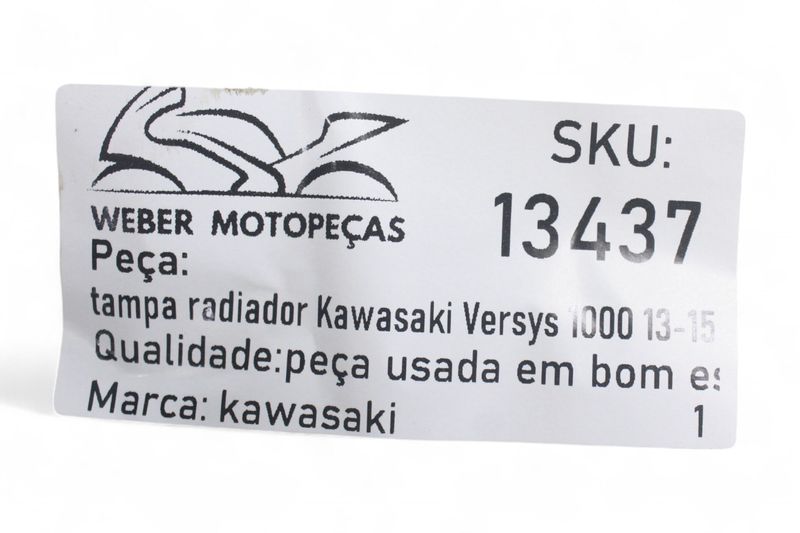 SKU:
13437
WEBER MOTOPEÇAS
Peça:
tampa radiador Kawasaki Versys 1000 13-15
Qualidade:peça usada em bom
Marca: kawasaki
1